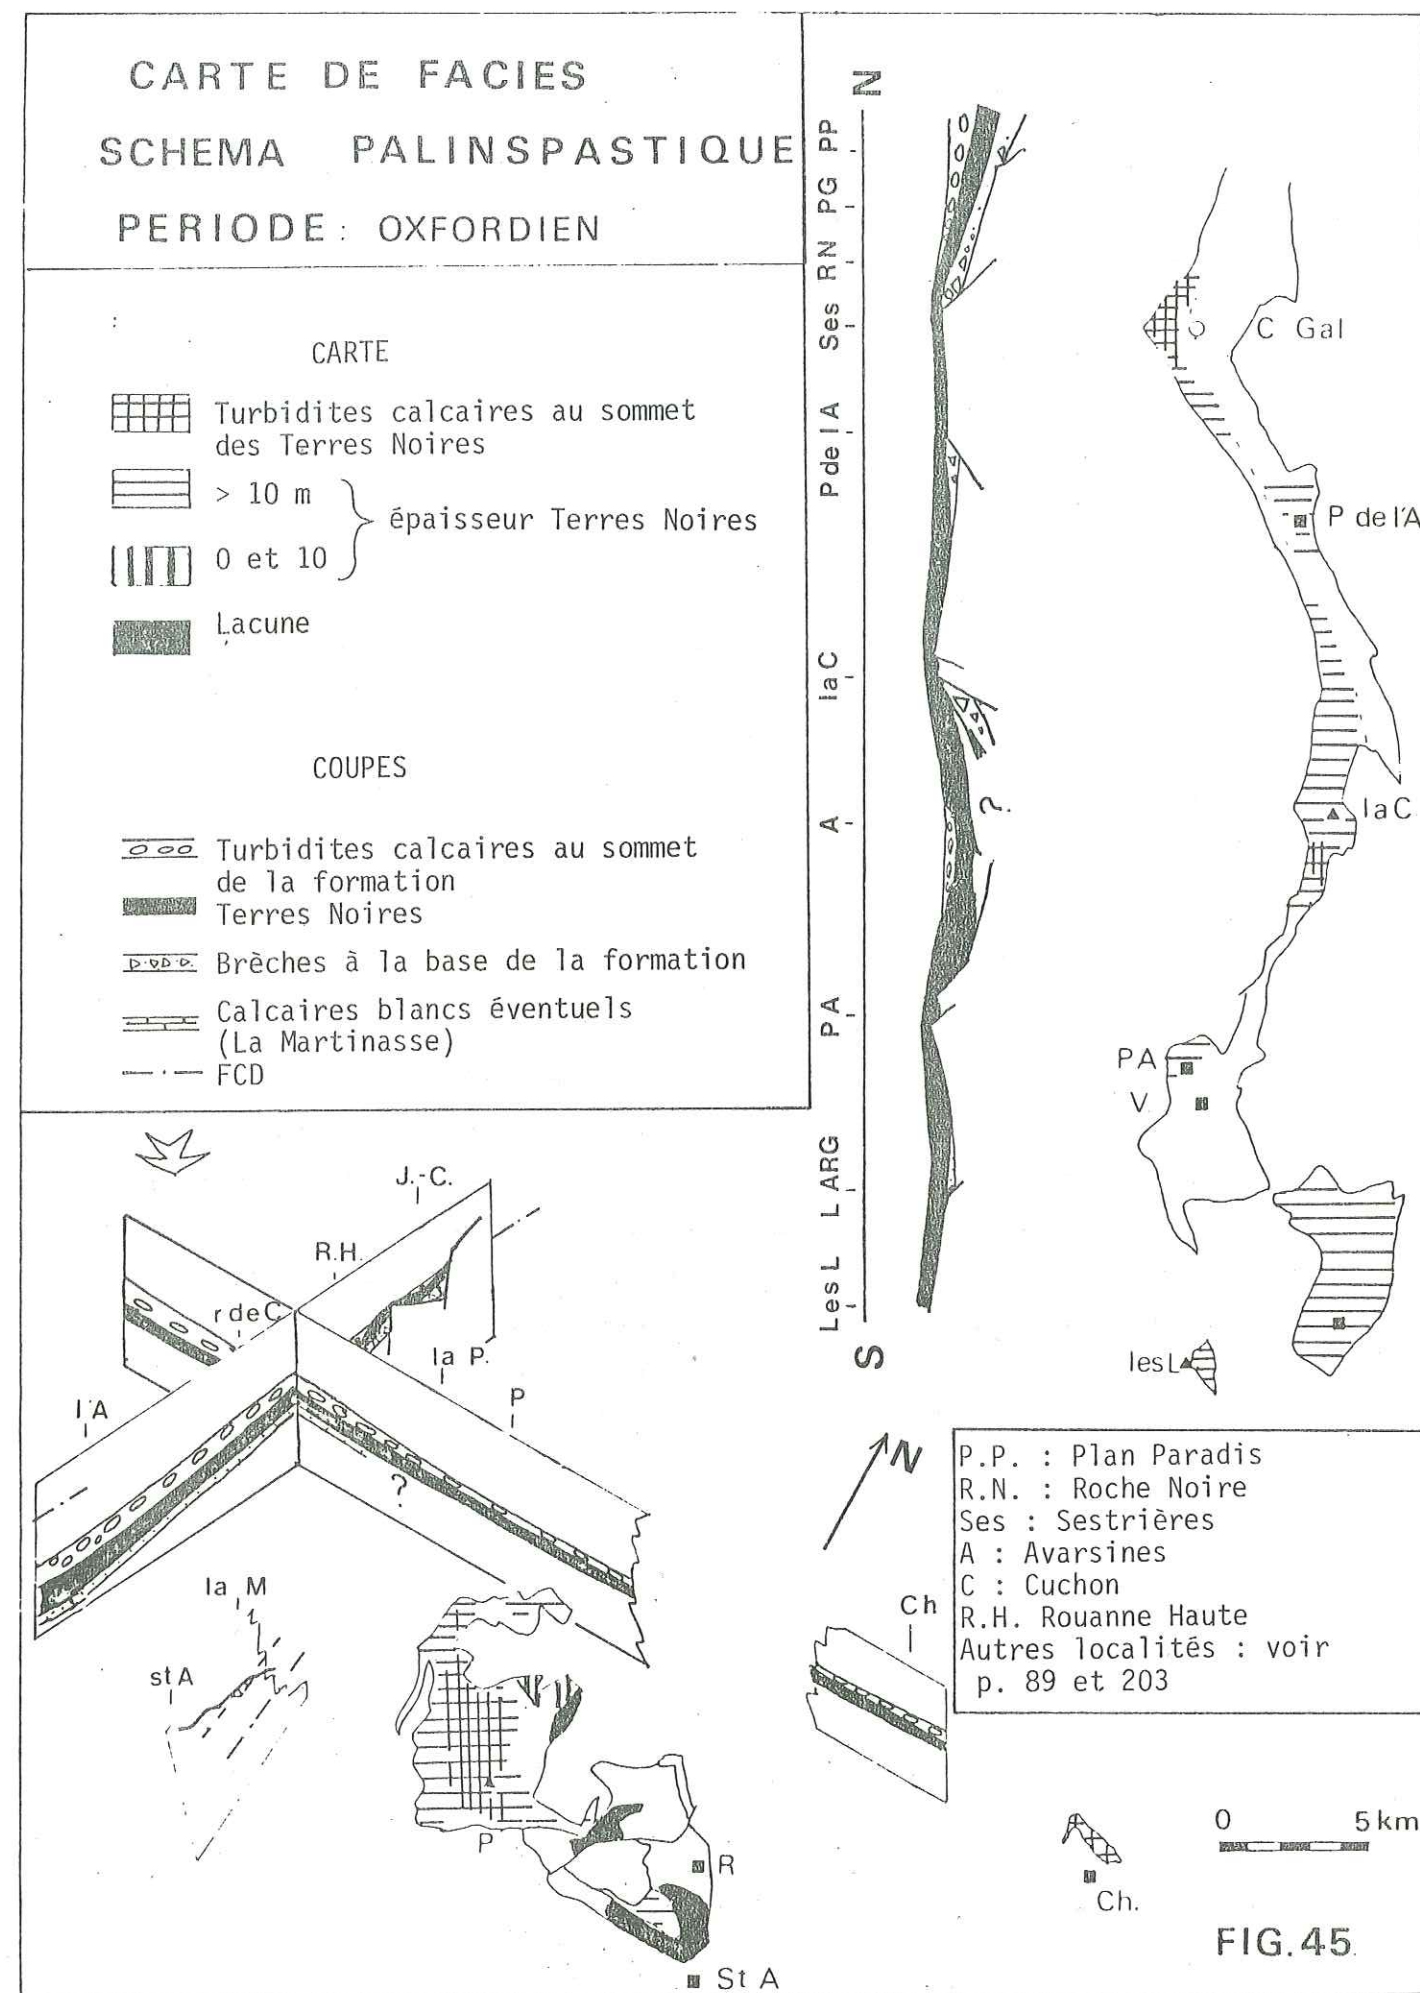 CARTE DE FACIES
SCHEMA PALINSPASTIQUE
PERIODE : OXFORDIEN
CARTE
Turbidites calcaires au sommet
des Terres Noires
> 10 m
épaisseur Terres Noires
0 et 10
Lacune
COUPES
Turbidites calcaires au sommet
de la formation
Terres Noires
Brèches à la base de la formation
Calcaires blancs éventuels
(La Martinasse)
FCD
N
PP
PG
RN
Ses
P de l A
la C
A
PA
L ARG
Les L
S
?
C Gal
P de l'A
la C
PA
V
les L
J.-C.
R.H.
r de C
la P.
P
l'A
?
la M
st A
N
P.P. : Plan Paradis
R.N. : Roche Noire
Ses : Sestrières
A : Avarsines
C : Cuchon
R.H. Rouanne Haute
Autres localités : voir
p. 89 et 203
Ch
P
R
St A
Ch.
0 5 km
FIG.45